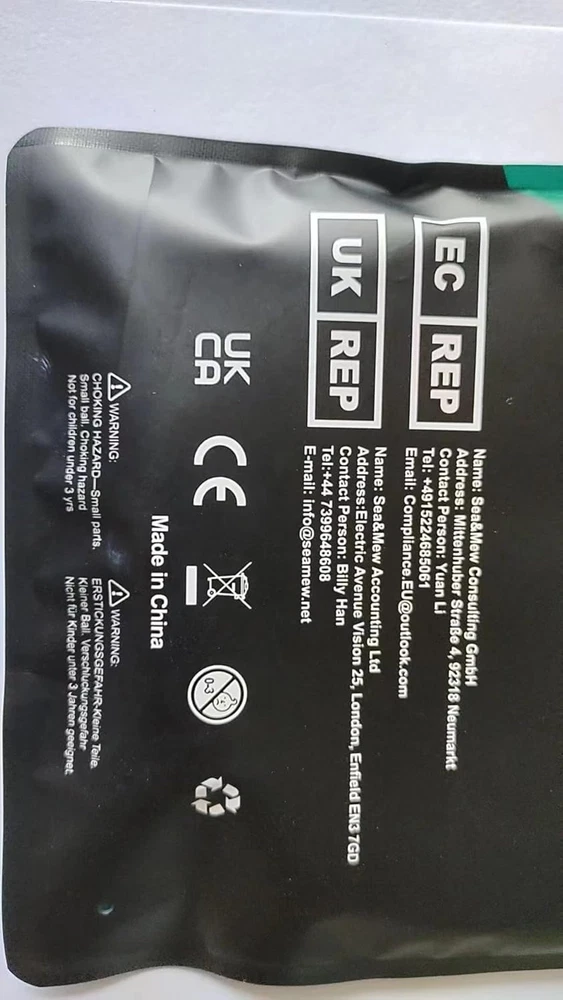 EC REP
Name: Sea&Mew Consulting GmbH
Address: Mittenhuber Straße 4, 92318 Neumarkt
Contact Person: Yuan Li
Tel: +4915224685061
Email: Compliance.EU@outlook.com
UK REP
Name: Sea&Mew Accounting Ltd
Address:Electric Avenue Vision 25, London, Enfield EN3 7GD
Contact Person: Billy Han
Tel:+44 7399648608
E-mail: info@seamew.net
UK
CA
CE
0-3
Made in China
WARNING:
CHOKING HAZARD—Small parts.
Small ball. Choking hazard
Not for children under 3 yrs
WARNING:
ERSTICKUNGSGEFAHR-Kleine Teile.
Kleiner Ball. Verschluckungsgefahr
Nicht für Kinder unter 3 Jahren geeignet.